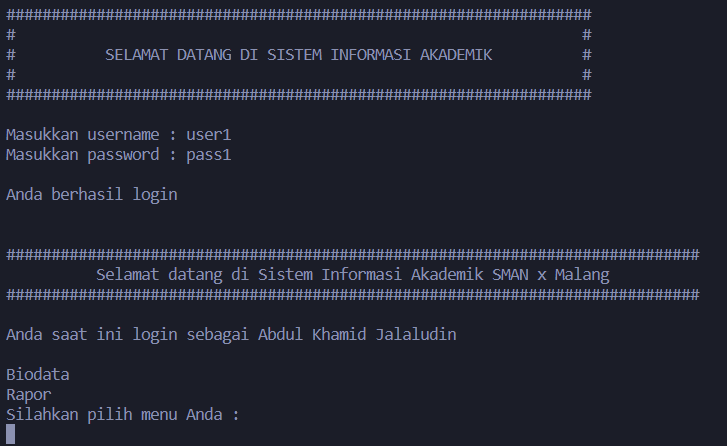 #################################################################
#                                                               #
#          SELAMAT DATANG DI SISTEM INFORMASI AKADEMIK          #
#                                                               #
#################################################################
Masukkan username : user1
Masukkan password : pass1
Anda berhasil login
#############################################################################
Selamat datang di Sistem Informasi Akademik SMAN x Malang
#############################################################################
Anda saat ini login sebagai Abdul Khamid Jalaludin
Biodata
Rapor
Silahkan pilih menu Anda :